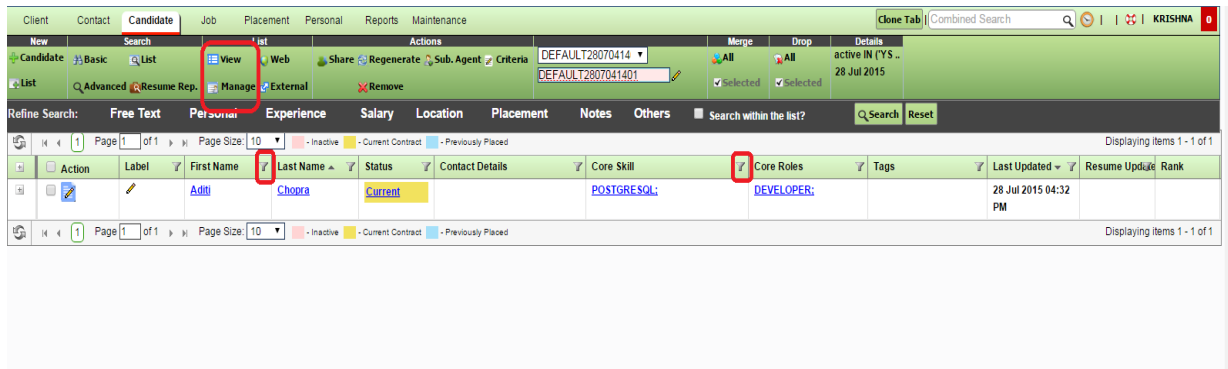 Client Contact Candidate Job Placement Personal Reports Maintenance Clone Tab Combined Search KRISHNA 0
New Search List Actions Merge Drop Details
Candidate Basic List View Web Share Regenerate Sub. Agent Criteria DEFAULT28070414 All All active IN ('YS ..
DEFAULT2807041401 28 Jul 2015
List Advanced Resume Rep. Manage External Remove Selected Selected
Refine Search: Free Text Personal Experience Salary Location Placement Notes Others Search within the list? Search Reset
1 Page 1 of 1 Page Size: 10 - Inactive - Current Contract - Previously Placed Displaying items 1 - 1 of 1
Action Label First Name Last Name Status Contact Details Core Skill Core Roles Tags Last Updated Resume Update Rank
Aditi Chopra Current POSTGRESQL; DEVELOPER; 28 Jul 2015 04:32
PM
1 Page 1 of 1 Page Size: 10 - Inactive - Current Contract - Previously Placed Displaying items 1 - 1 of 1